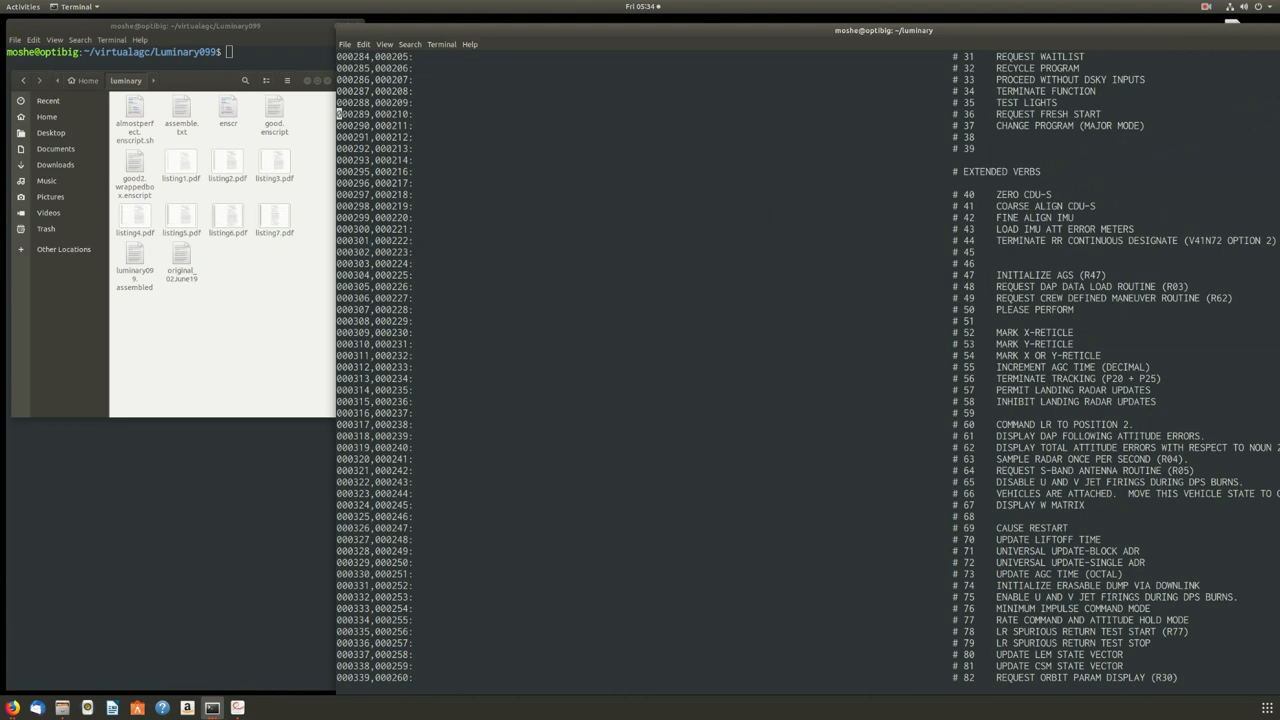 Activities
Terminal
Fri 05:34
moshe@optibig: ~/virtualagc/Luminary099
File Edit View Search Terminal Help
moshe@optibig:~/virtualagc/Luminary099$
Home luminary
Recent
Home
Desktop
Documents
Downloads
Music
Pictures
Videos
Trash
Other Locations
almostperf
ect.
enscript.sh
assemble.
txt
enscr
good.
enscript
good2.
wrappedbo
x.enscript
listing1.pdf
listing2.pdf
listing3.pdf
listing4.pdf
listing5.pdf
listing6.pdf
listing7.pdf
luminary09
9.
assembled
original_
02June19
moshe@optibig: ~/luminary
File Edit View Search Terminal Help
000284,000205: # 31 REQUEST WAITLIST
000285,000206: # 32 RECYCLE PROGRAM
000286,000207: # 33 PROCEED WITHOUT DSKY INPUTS
000287,000208: # 34 TERMINATE FUNCTION
000288,000209: # 35 TEST LIGHTS
000289,000210: # 36 REQUEST FRESH START
000290,000211: # 37 CHANGE PROGRAM (MAJOR MODE)
000291,000212: # 38
000292,000213: # 39
000293,000214:
000295,000216: # EXTENDED VERBS
000296,000217:
000297,000218: # 40 ZERO CDU-S
000298,000219: # 41 COARSE ALIGN CDU-S
000299,000220: # 42 FINE ALIGN IMU
000300,000221: # 43 LOAD IMU ATT ERROR METERS
000301,000222: # 44 TERMINATE RR CONTINUOUS DESIGNATE (V41N72 OPTION 2)
000302,000223: # 45
000303,000224: # 46
000304,000225: # 47 INITIALIZE AGS (R47)
000305,000226: # 48 REQUEST DAP DATA LOAD ROUTINE (R03)
000306,000227: # 49 REQUEST CREW DEFINED MANEUVER ROUTINE (R62)
000307,000228: # 50 PLEASE PERFORM
000308,000229: # 51
000309,000230: # 52 MARK X-RETICLE
000310,000231: # 53 MARK Y-RETICLE
000311,000232: # 54 MARK X OR Y-RETICLE
000312,000233: # 55 INCREMENT AGC TIME (DECIMAL)
000313,000234: # 56 TERMINATE TRACKING (P20 + P25)
000314,000235: # 57 PERMIT LANDING RADAR UPDATES
000315,000236: # 58 INHIBIT LANDING RADAR UPDATES
000316,000237: # 59
000317,000238: # 60 COMMAND LR TO POSITION 2.
000318,000239: # 61 DISPLAY DAP FOLLOWING ATTITUDE ERRORS.
000319,000240: # 62 DISPLAY TOTAL ATTITUDE ERRORS WITH RESPECT TO NOUN 2
000320,000241: # 63 SAMPLE RADAR ONCE PER SECOND (R04).
000321,000242: # 64 REQUEST S-BAND ANTENNA ROUTINE (R05)
000322,000243: # 65 DISABLE U AND V JET FIRINGS DURING DPS BURNS.
000323,000244: # 66 VEHICLES ARE ATTACHED. MOVE THIS VEHICLE STATE TO
000324,000245: # 67 DISPLAY W MATRIX
000325,000246: # 68
000326,000247: # 69 CAUSE RESTART
000327,000248: # 70 UPDATE LIFTOFF TIME
000328,000249: # 71 UNIVERSAL UPDATE-BLOCK ADR
000329,000250: # 72 UNIVERSAL UPDATE-SINGLE ADR
000330,000251: # 73 UPDATE AGC TIME (OCTAL)
000331,000252: # 74 INITIALIZE ERASABLE DUMP VIA DOWNLINK
000332,000253: # 75 ENABLE U AND V JET FIRINGS DURING DPS BURNS.
000333,000254: # 76 MINIMUM IMPULSE COMMAND MODE
000334,000255: # 77 RATE COMMAND AND ATTITUDE HOLD MODE
000335,000256: # 78 LR SPURIOUS RETURN TEST START (R77)
000336,000257: # 79 LR SPURIOUS RETURN TEST STOP
000337,000258: # 80 UPDATE LEM STATE VECTOR
000338,000259: # 81 UPDATE CSM STATE VECTOR
000339,000260: # 82 REQUEST ORBIT PARAM DISPLAY (R30)